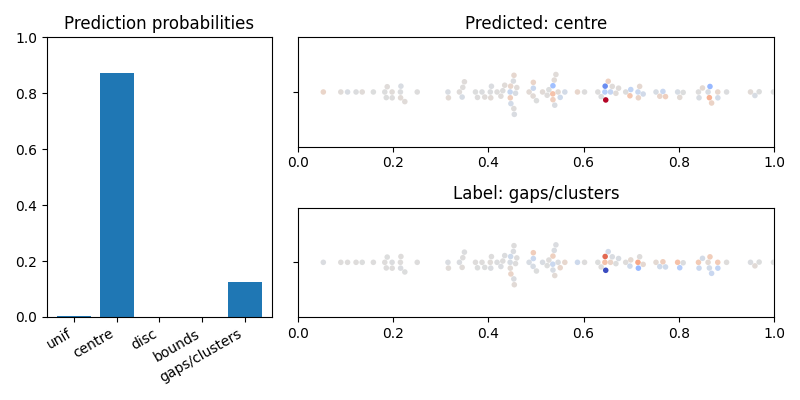 Prediction probabilities
1.0
0.8
0.6
0.4
0.2
0.0
unif
centre
disc
bounds
gaps/clusters
Predicted: centre
0.0 0.2 0.4 0.6 0.8 1.0
Label: gaps/clusters
0.0 0.2 0.4 0.6 0.8 1.0